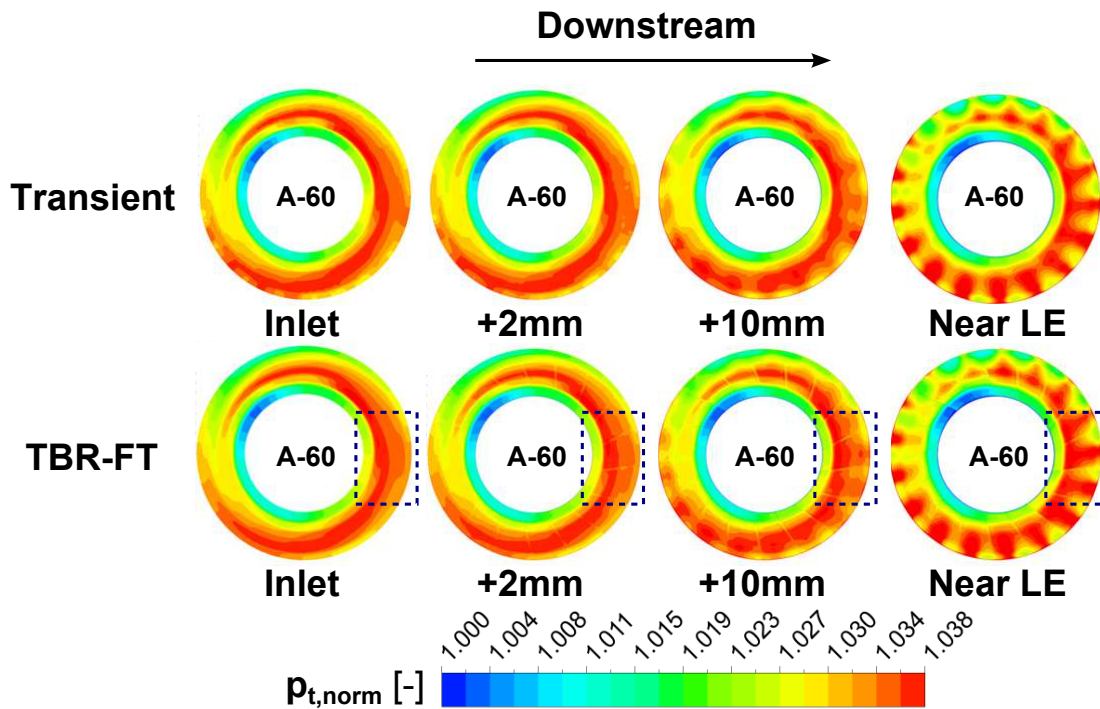 Downstream
Transient
A-60 A-60 A-60 A-60
Inlet +2mm +10mm Near LE
TBR-FT
A-60 A-60 A-60 A-60
Inlet +2mm +10mm Near LE
1.000 1.004 1.008 1.011 1.015 1.019 1.023 1.027 1.030 1.034 1.038
pt,norm [-]